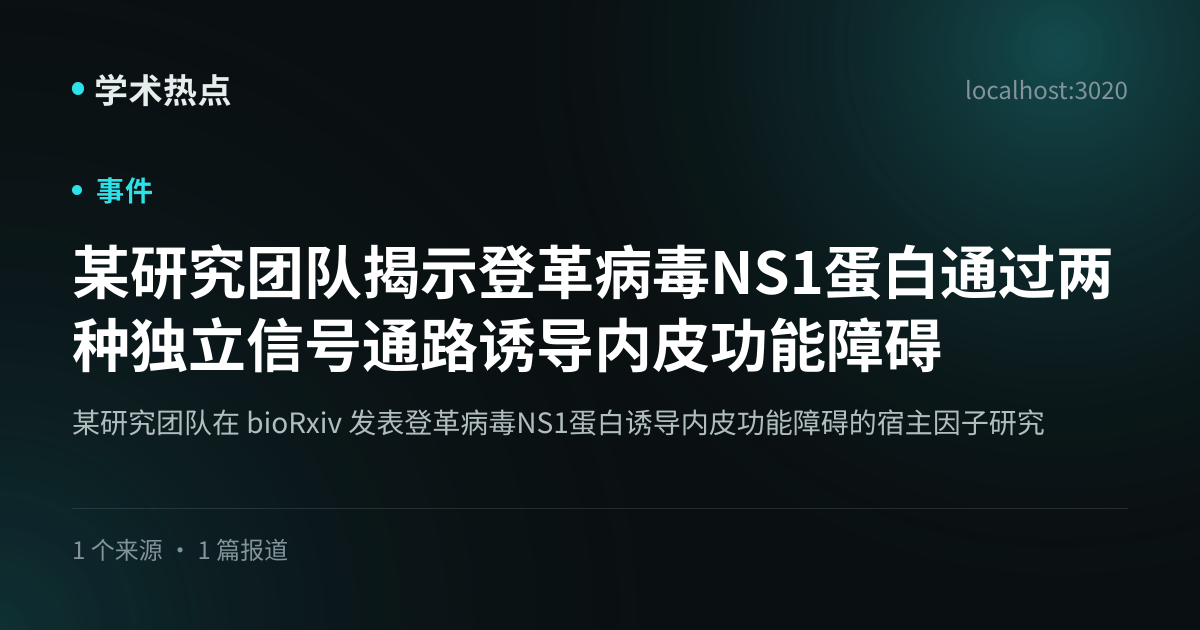 学术热点
localhost:3020
事件
某研究团队揭示登革病毒NS1蛋白通过两
种独立信号通路诱导内皮功能障碍
某研究团队在 bioRxiv 发表登革病毒NS1蛋白诱导内皮功能障碍的宿主因子研究
1 个来源 · 1 篇报道